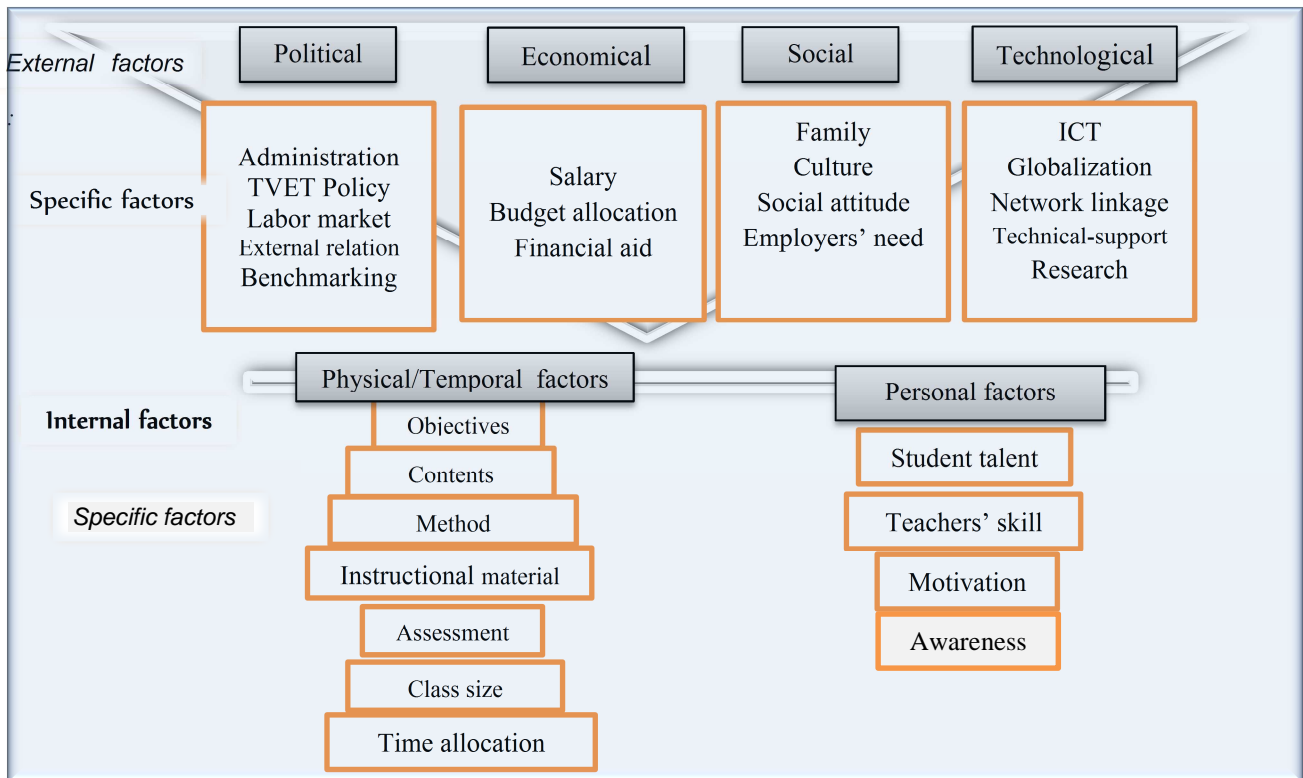 External factors
Political
Economical
Social
Technological
:
Specific factors
Administration
TVET Policy
Labor market
External relation
Benchmarking
Salary
Budget allocation
Financial aid
Family
Culture
Social attitude
Employers’ need
ICT
Globalization
Network linkage
Technical-support
Research
Internal factors
Physical/Temporal factors
Personal factors
Specific factors
Objectives
Contents
Method
Instructional material
Assessment
Class size
Time allocation
Student talent
Teachers’ skill
Motivation
Awareness